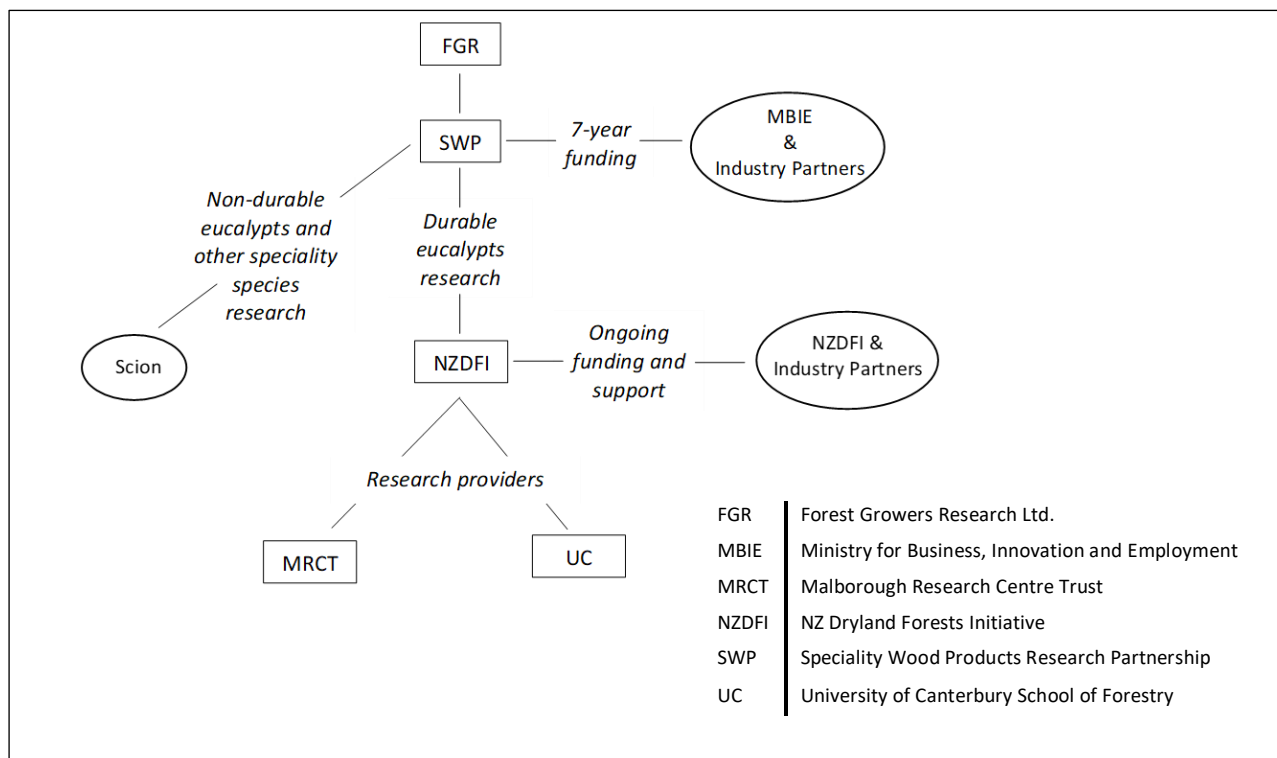 FGR
SWP
7-year
funding
MBIE
&
Industry Partners
Non-durable
eucalypts and
other speciality
species
research
Durable
eucalypts
research
Scion
NZDFI
Ongoing
funding and
support
NZDFI &
Industry Partners
Research providers
MRCT
UC
FGR Forest Growers Research Ltd.
MBIE Ministry for Business, Innovation and Employment
MRCT Malborough Research Centre Trust
NZDFI NZ Dryland Forests Initiative
SWP Speciality Wood Products Research Partnership
UC University of Canterbury School of Forestry